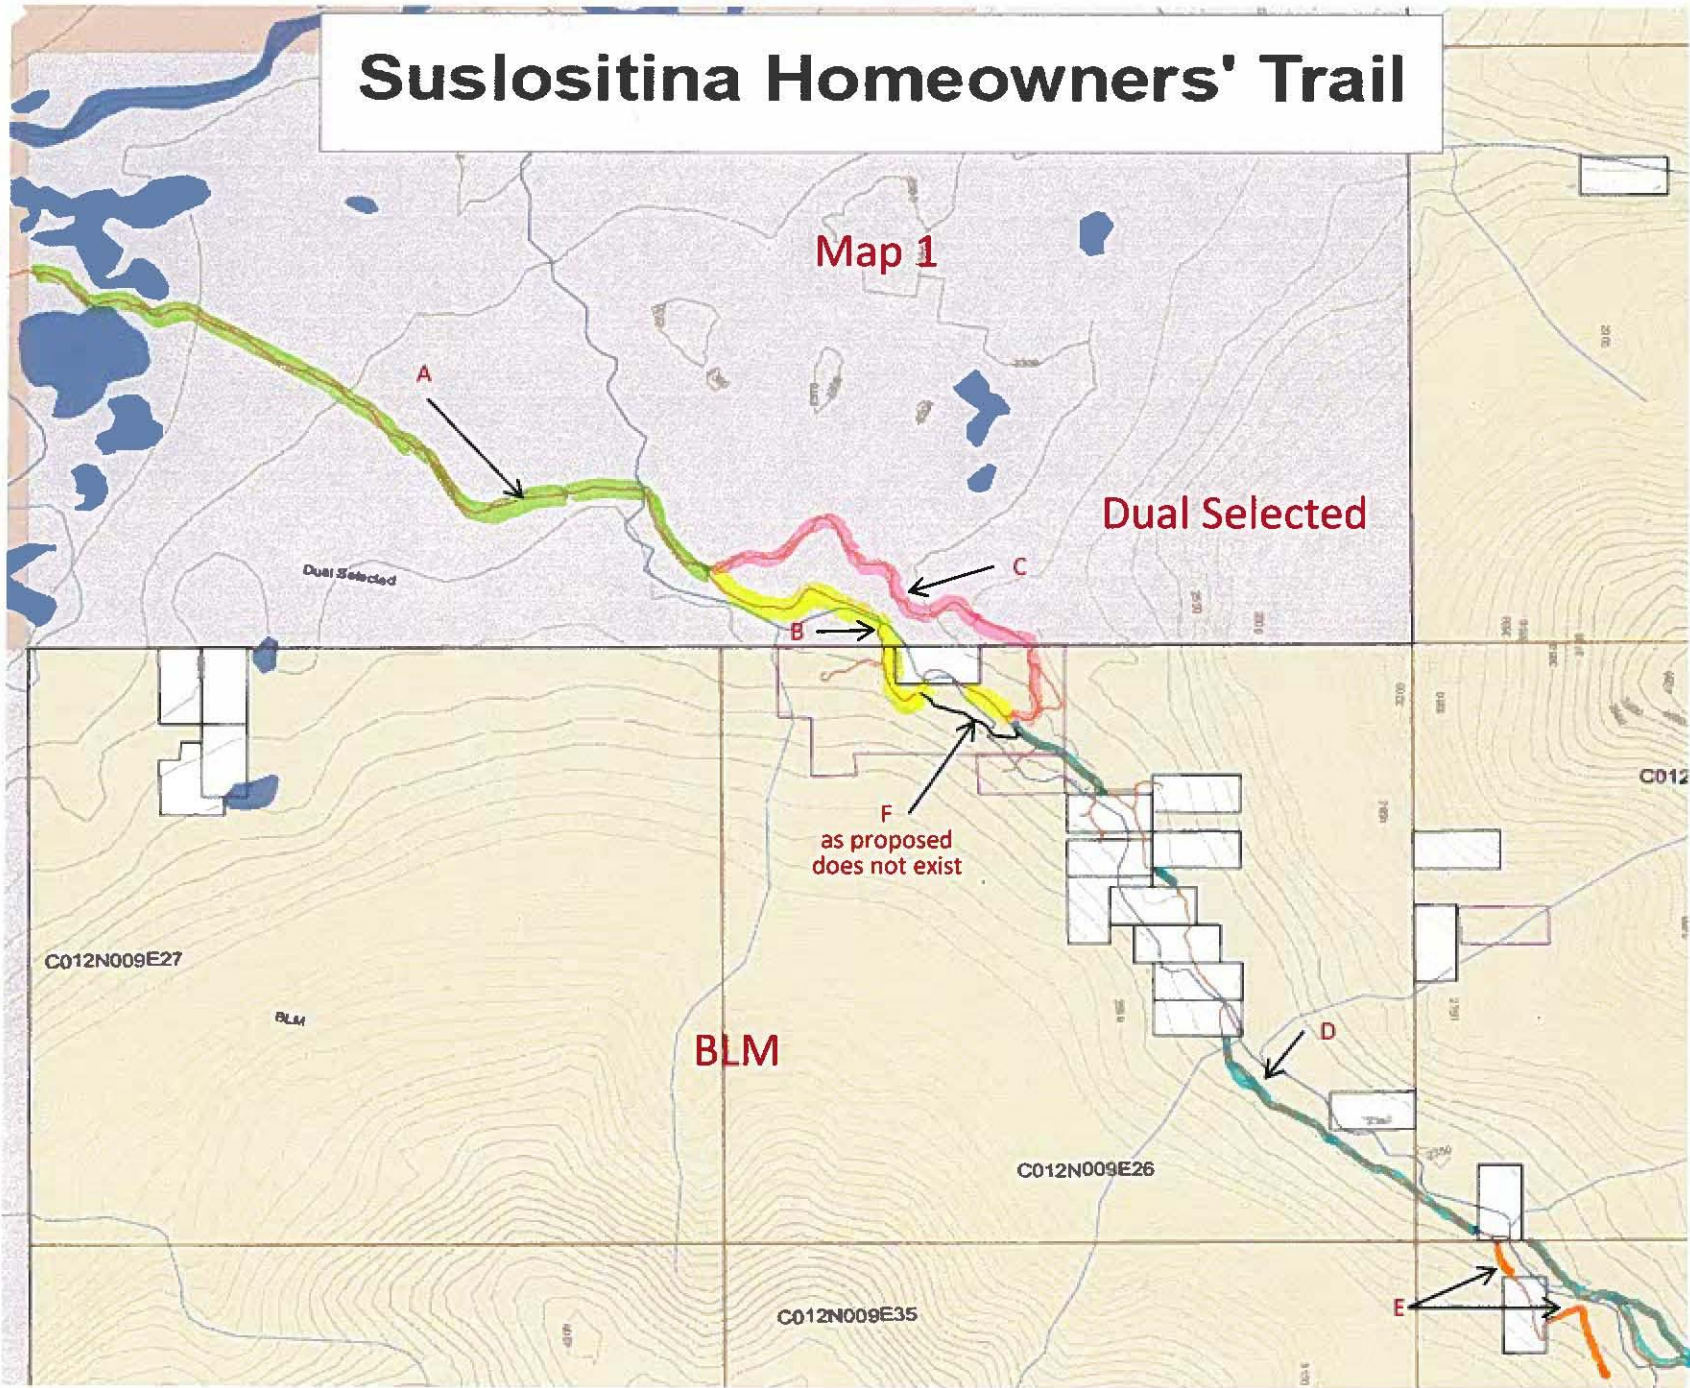 Suslositina Homeowners' Trail
Map 1
A
Dual Selected
C
Dual Selected
B
F
as proposed
does not exist
C012
C012N009E27
BLM
BLM
D
C012N009E26
E
C012N009E35